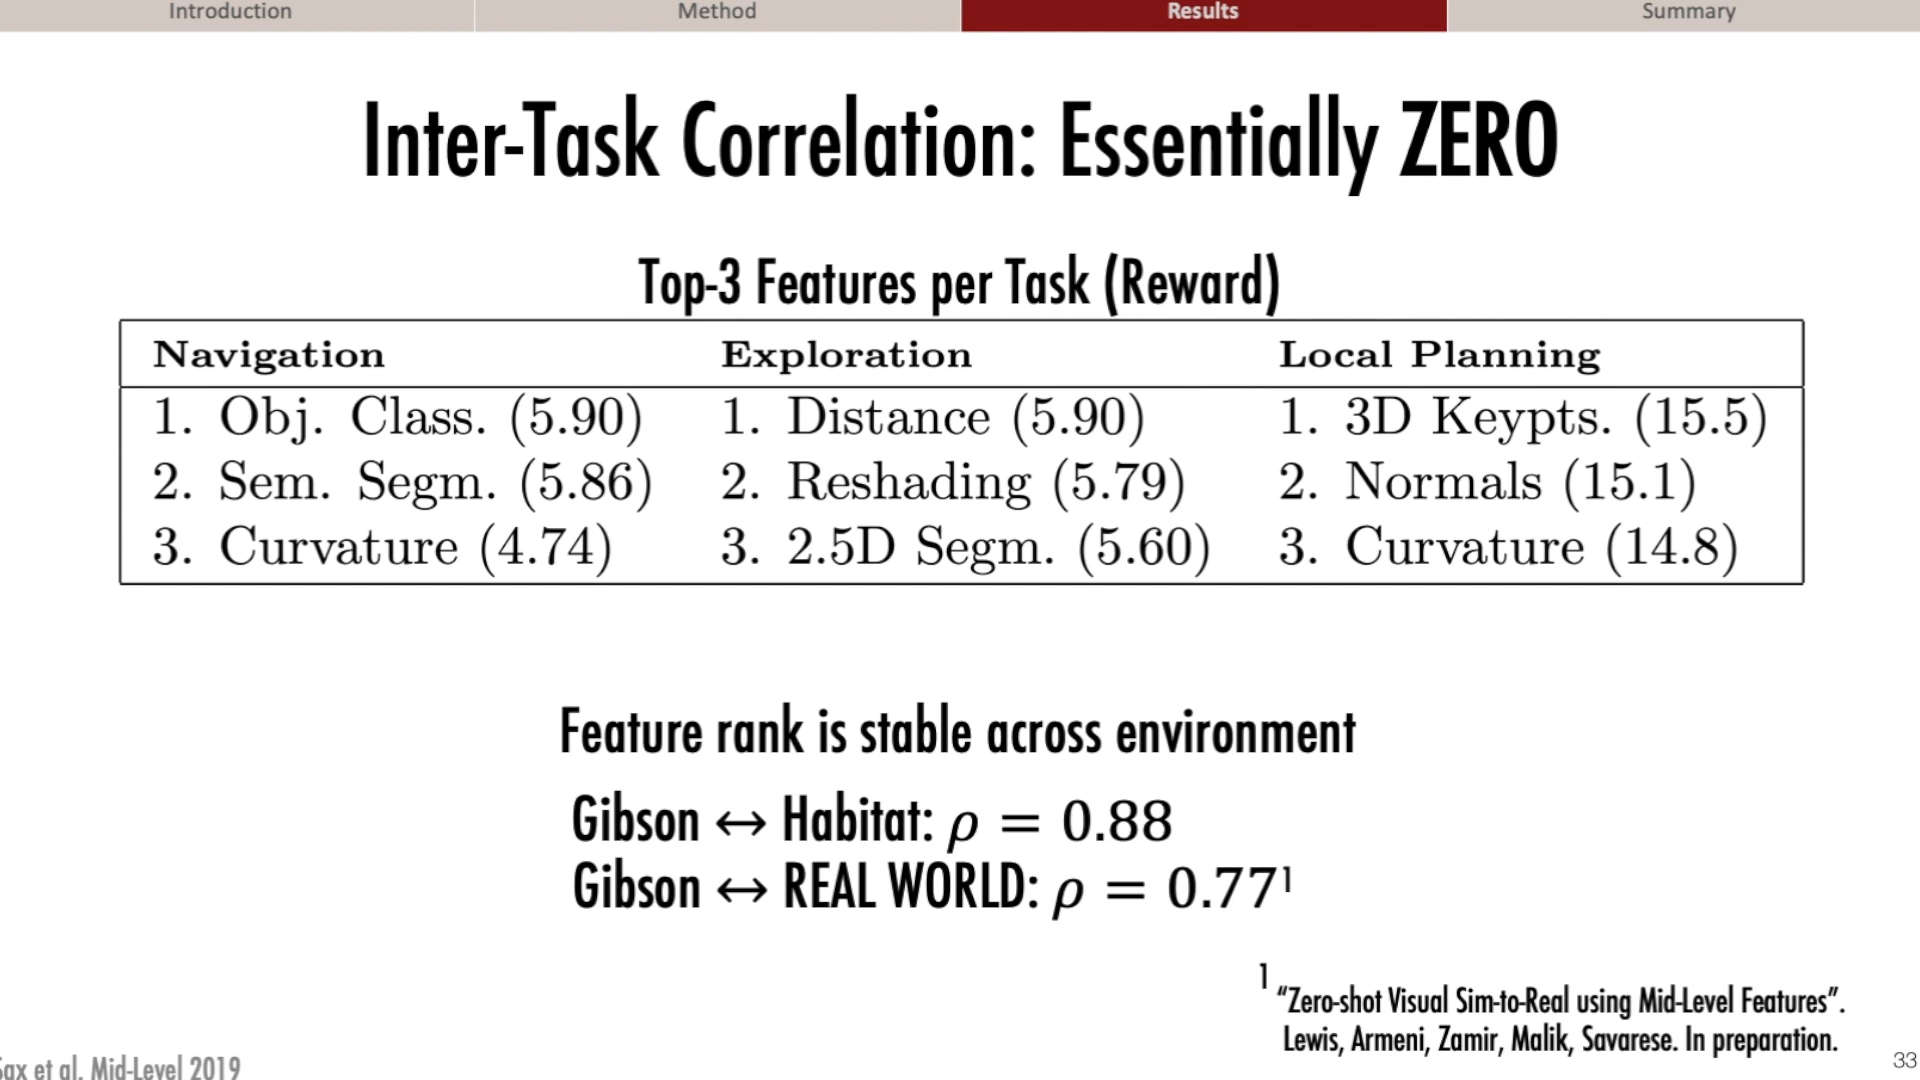 Introduction Method Results Summary
Inter-Task Correlation: Essentially ZERO
Top-3 Features per Task (Reward)
Navigation Exploration Local Planning
1. Obj. Class. (5.90) 1. Distance (5.90) 1. 3D Keypts. (15.5)
2. Sem. Segm. (5.86) 2. Reshading (5.79) 2. Normals (15.1)
3. Curvature (4.74) 3. 2.5D Segm. (5.60) 3. Curvature (14.8)
Feature rank is stable across environment
Gibson ↔ Habitat: ρ = 0.88
Gibson ↔ REAL WORLD: ρ = 0.77¹
1 “Zero-shot Visual Sim-to-Real using Mid-Level Features”.
Lewis, Armeni, Zamir, Malik, Savarese. In preparation.
Sax et al. Mid-Level 2019
33